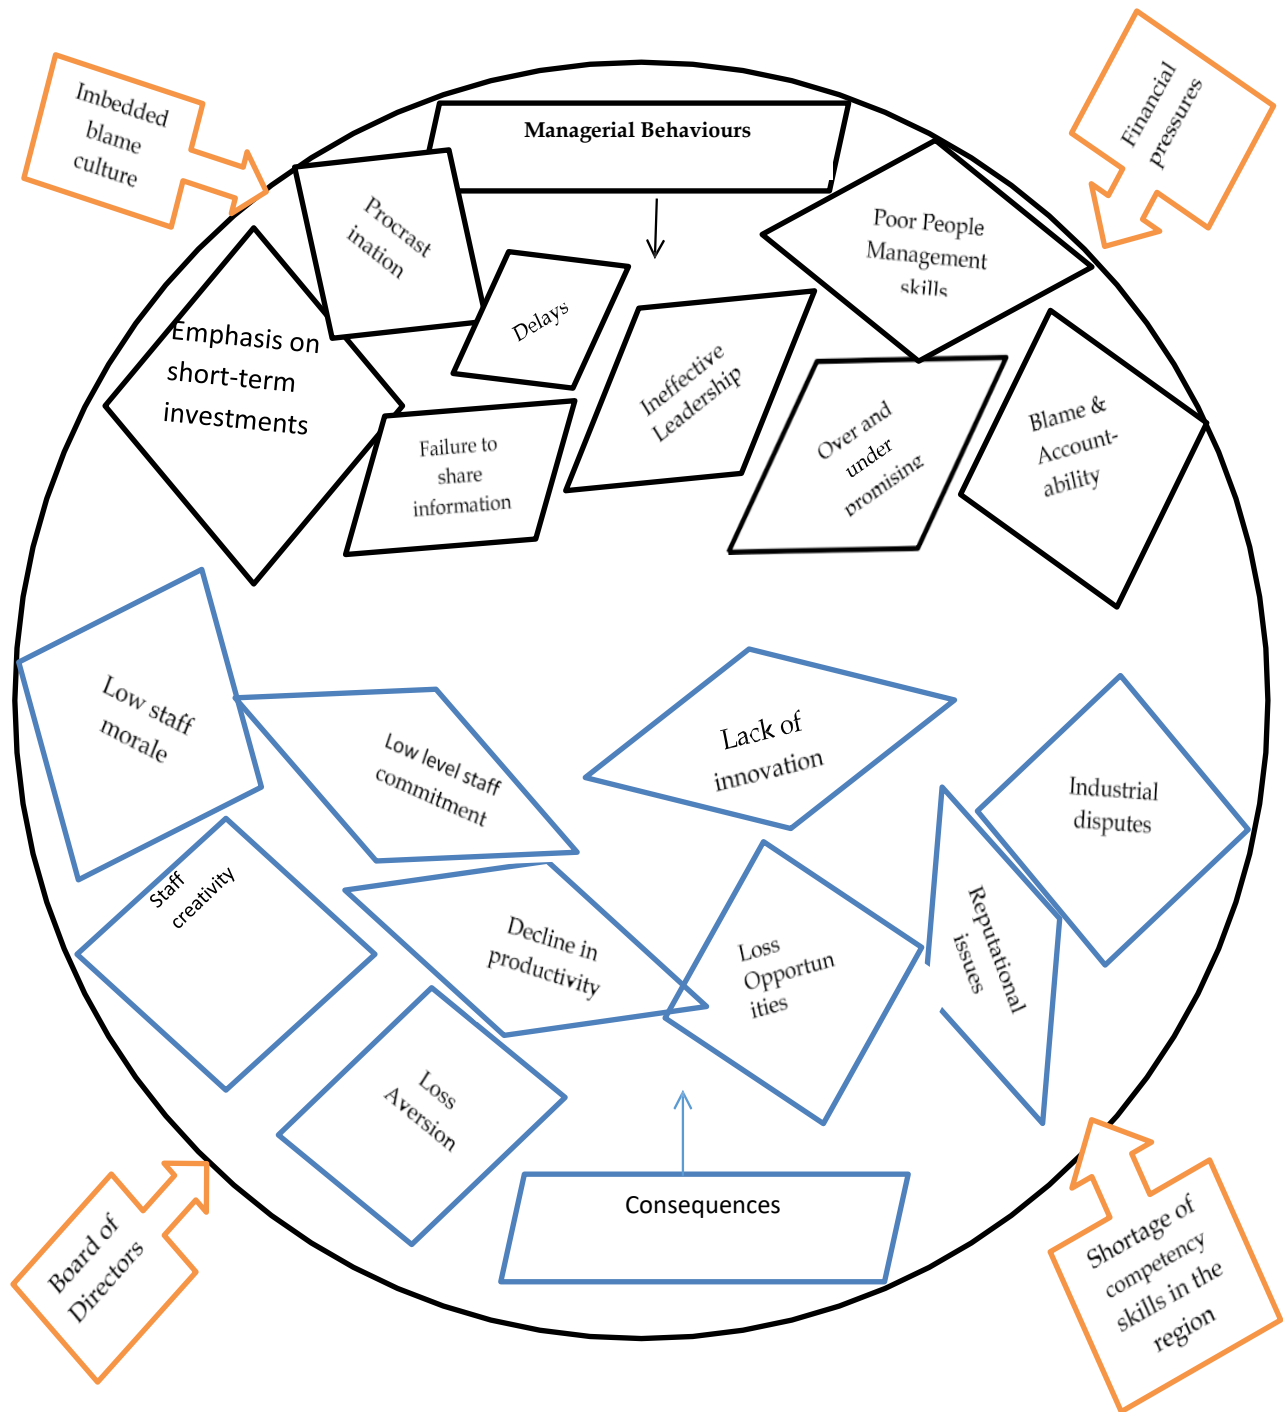 Imbedded
blame
culture
Financial
pressures
Managerial Behaviours
Procrast
ination
Poor People
Management
skills
Delays
Emphasis on
short-term
investments
Ineffective
Leadership
Failure to
share
information
Over and
under
promising
Blame &
Account-
ability
Low staff
morale
Low level staff
commitment
Lack of
innovation
Industrial
disputes
Staff
creativity
Decline in
productivity
Loss
Opportun
ities
Reputational
issues
Loss
Aversion
Consequences
Board of
Directors
Shortage of
competency
skills in the
region